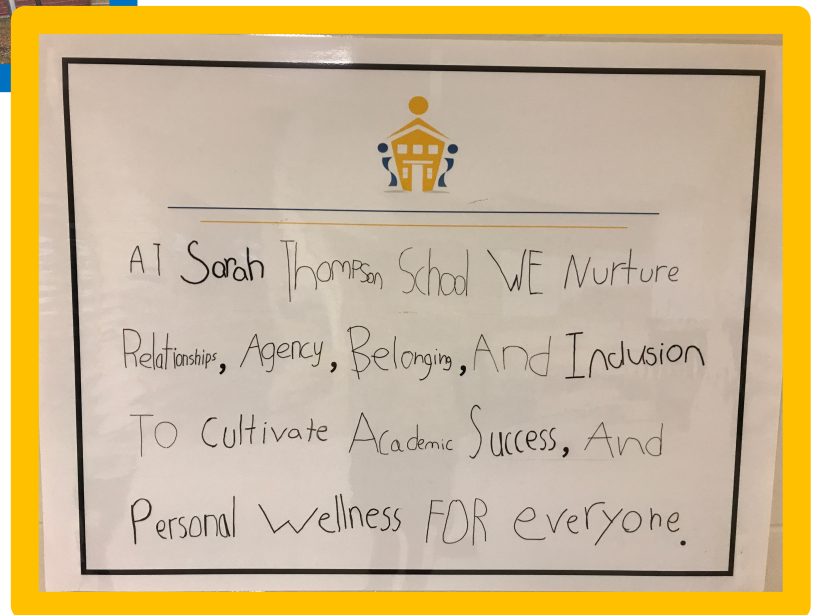 AT Sarah Thompson School WE Nurture
Relationships, Agency, Belonging, And Inclusion
To Cultivate Academic Success, And
Personal Wellness FOR everyone.